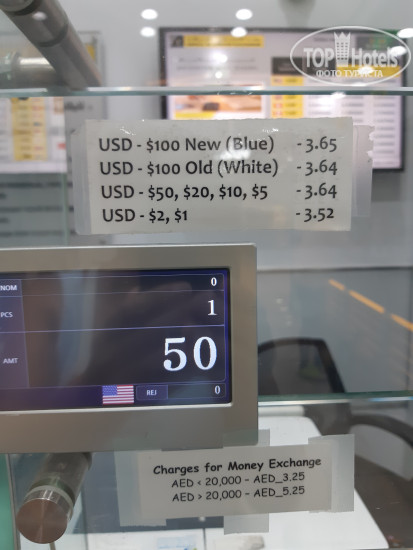 TOP Hotels
ФОТО ТУРИСТА
USD - $100 New (Blue) - 3.65
USD - $100 Old (White) - 3.64
USD - $50, $20, $10, $5 - 3.64
USD - $2, $1 - 3.52
NOM 0
PCS 1
AMT 50
REJ 0
Charges for Money Exchange
AED < 20,000 - AED_3.25
AED > 20,000 - AED_5.25